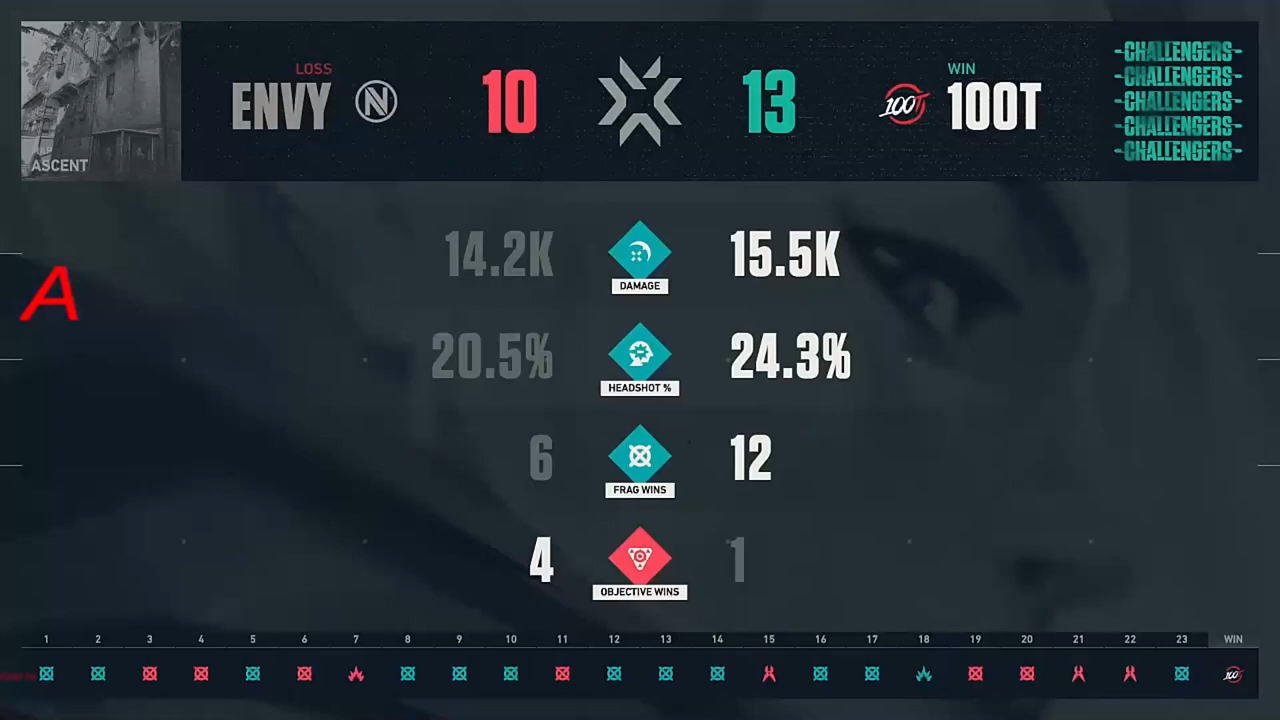 LOSS
ENVY
10
13
100T
WIN
100T
-CHALLENGERS-
-CHALLENGERS-
-CHALLENGERS-
-CHALLENGERS-
-CHALLENGERS-
ASCENT
14.2K
DAMAGE
15.5K
A
20.5%
HEADSHOT %
24.3%
6
FRAG WINS
12
4
OBJECTIVE WINS
1
1 2 3 4 5 6 7 8 9 10 11 12 13 14 15 16 17 18 19 20 21 22 23 WIN
100T